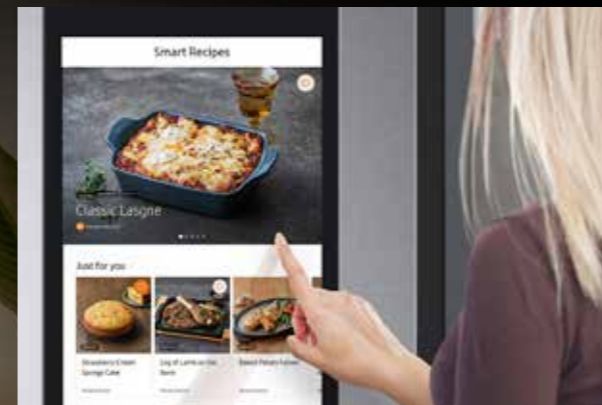 Smart Recipes
Classic Lasgne
Just for you
Strawberry Cream
Sponge Cake
Leg of Lamb on the
Bone
Baked Potato